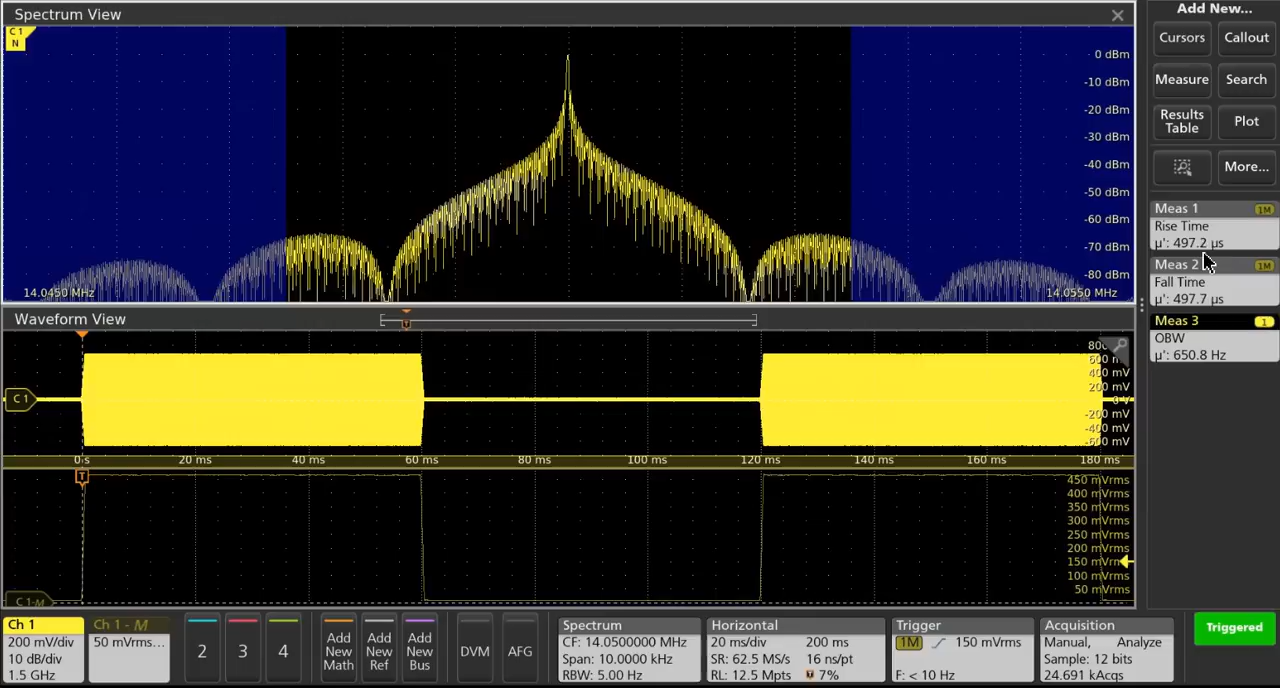 Spectrum View
C 1
N
0 dBm
-10 dBm
-20 dBm
-30 dBm
-40 dBm
-50 dBm
-60 dBm
-70 dBm
-80 dBm
14.0450 MHz
14.0550 MHz
Waveform View
T
C 1
600 m
400 mV
200 mV
0 V
-200 mV
-400 mV
-600 mV
0 s
20 ms
40 ms
60 ms
80 ms
100 ms
120 ms
140 ms
160 ms
180 ms
T
450 mVrms
400 mVrms
350 mVrms
300 mVrms
250 mVrms
200 mVrms
150 mVrm
100 mVrms
50 mVrms
C 1-M
Add New...
Cursors
Callout
Measure
Search
Results
Table
Plot
More...
Meas 1
1M
Rise Time
µ': 497.2 µs
Meas 2
1M
Fall Time
µ': 497.7 µs
Meas 3
1
OBW
µ': 650.8 Hz
Ch 1
200 mV/div
10 dB/div
1.5 GHz
Ch 1 - M
50 mVrms...
2
3
4
Add
New
Math
Add
New
Ref
Add
New
Bus
DVM
AFG
Spectrum
CF: 14.0500000 MHz
Span: 10.0000 kHz
RBW: 5.00 Hz
Horizontal
20 ms/div 200 ms
SR: 62.5 MS/s 16 ns/pt
RL: 12.5 Mpts T 7%
Trigger
1M 150 mVrms
F: < 10 Hz
Acquisition
Manual, Analyze
Sample: 12 bits
24.691 kAcqs
Triggered